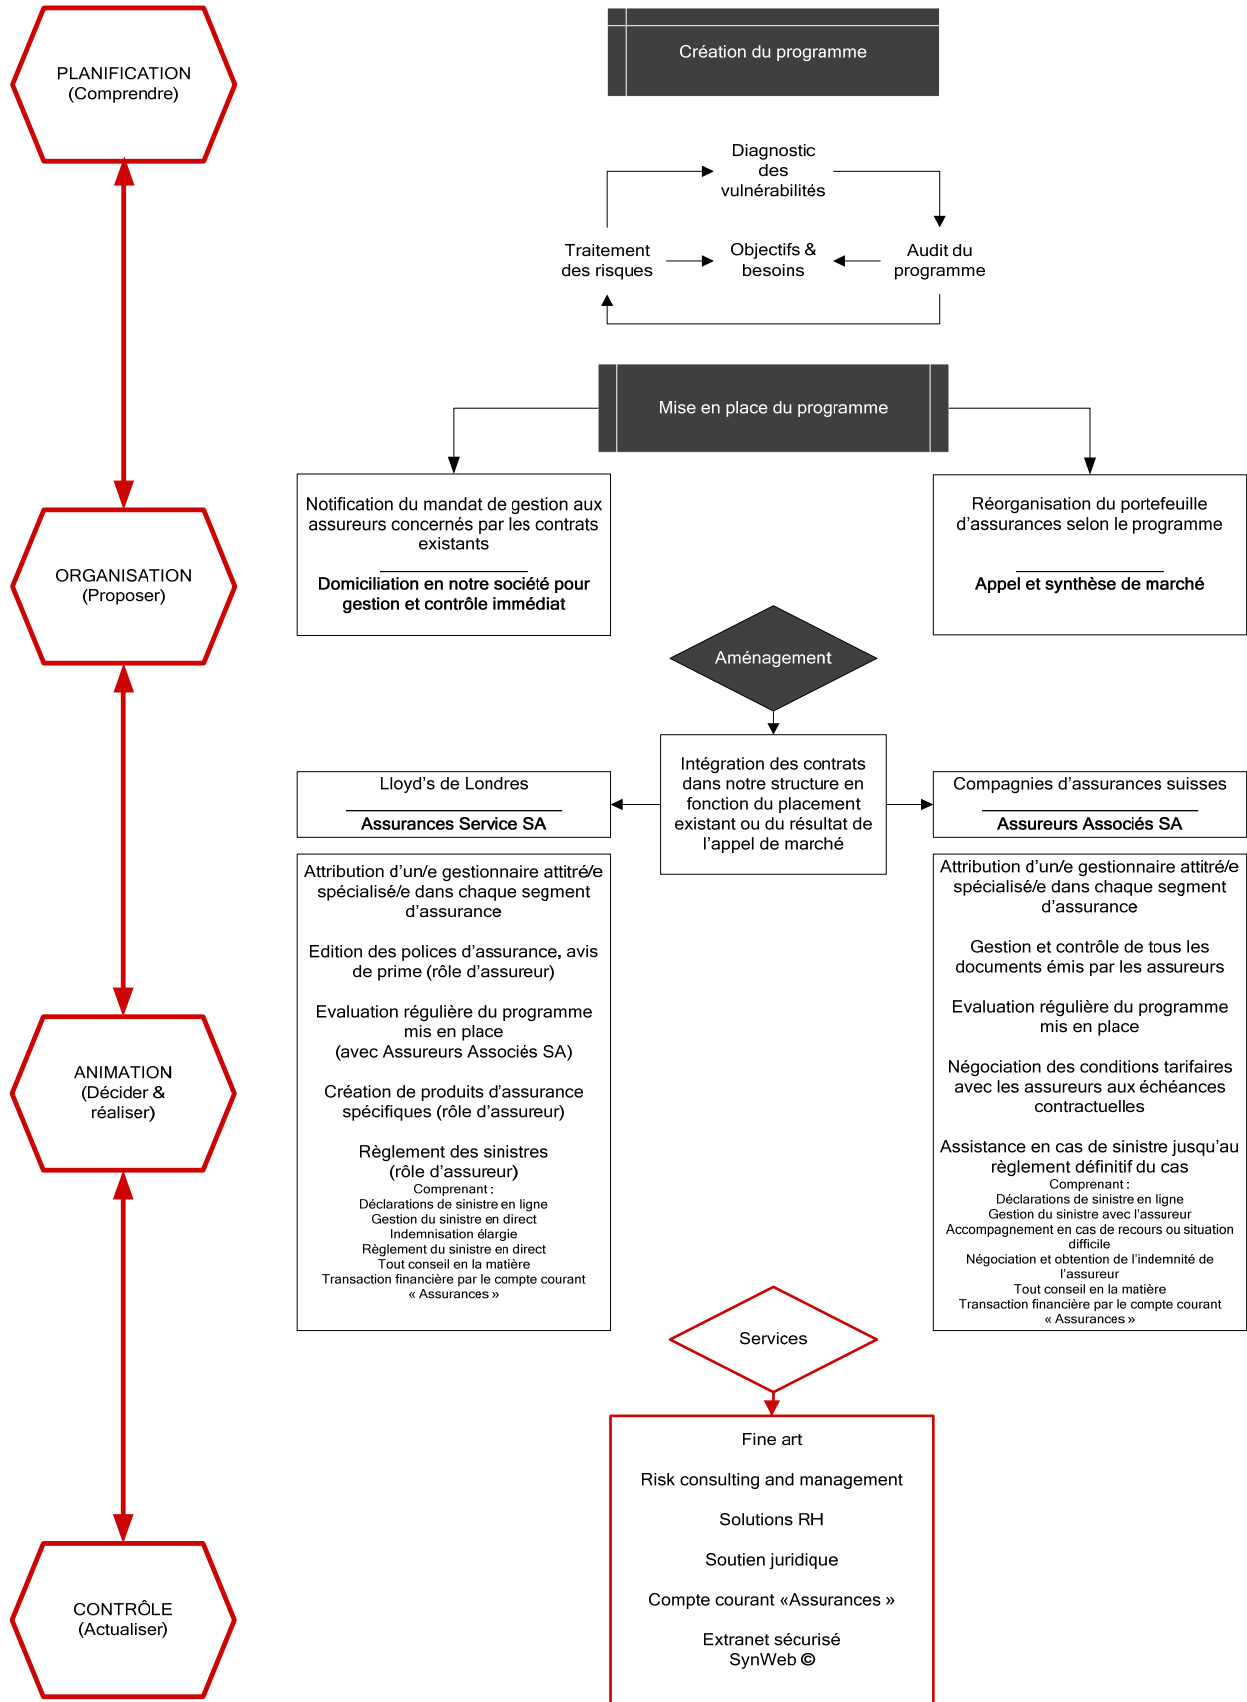 PLANIFICATION
(Comprendre)
Création du programme
Diagnostic
des
vulnérabilités
Traitement
des risques
Objectifs &
besoins
Audit du
programme
Mise en place du programme
Notification du mandat de gestion aux
assureurs concernés par les contrats
existants
Domiciliation en notre société pour
gestion et contrôle immédiat
Réorganisation du portefeuille
d'assurances selon le programme
Appel et synthèse de marché
ORGANISATION
(Proposer)
Aménagement
Intégration des contrats
dans notre structure en
fonction du placement
existant ou du résultat de
l'appel de marché
Lloyd's de Londres
Assurances Service SA
Compagnies d'assurances suisses
Assureurs Associés SA
Attribution d'un/e gestionnaire attitré/e
spécialisé/e dans chaque segment
d'assurance
Edition des polices d'assurance, avis
de prime (rôle d'assureur)
Evaluation régulière du programme
mis en place
(avec Assureurs Associés SA)
Création de produits d'assurance
spécifiques (rôle d'assureur)
Règlement des sinistres
(rôle d'assureur)
Comprenant :
Déclarations de sinistre en ligne
Gestion du sinistre en direct
Indemnisation élargie
Règlement du sinistre en direct
Tout conseil en la matière
Transaction financière par le compte courant
« Assurances »
Attribution d'un/e gestionnaire attitré/e
spécialisé/e dans chaque segment
d'assurance
Gestion et contrôle de tous les
documents émis par les assureurs
Evaluation régulière du programme
mis en place
Négociation des conditions tarifaires
avec les assureurs aux échéances
contractuelles
Assistance en cas de sinistre jusqu'au
règlement définitif du cas
Comprenant :
Déclarations de sinistre en ligne
Gestion du sinistre avec l'assureur
Accompagnement en cas de recours ou situation
difficile
Négociation et obtention de l'indemnité de
l'assureur
Tout conseil en la matière
Transaction financière par le compte courant
« Assurances »
ANIMATION
(Décider &
réaliser)
Services
Fine art
Risk consulting and management
Solutions RH
Soutien juridique
Compte courant «Assurances »
Extranet sécurisé
SynWeb ©
CONTRÔLE
(Actualiser)